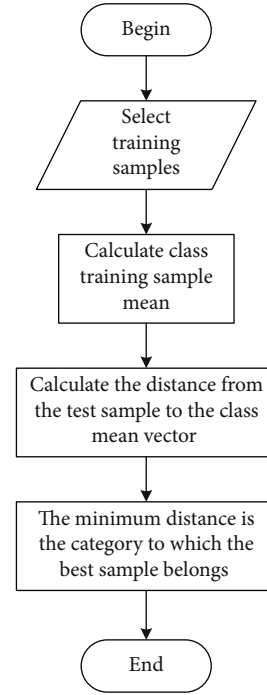 Begin
Select
training
samples
Calculate class
training sample
mean
Calculate the distance from
the test sample to the class
mean vector
The minimum distance is
the category to which the
best sample belongs
End